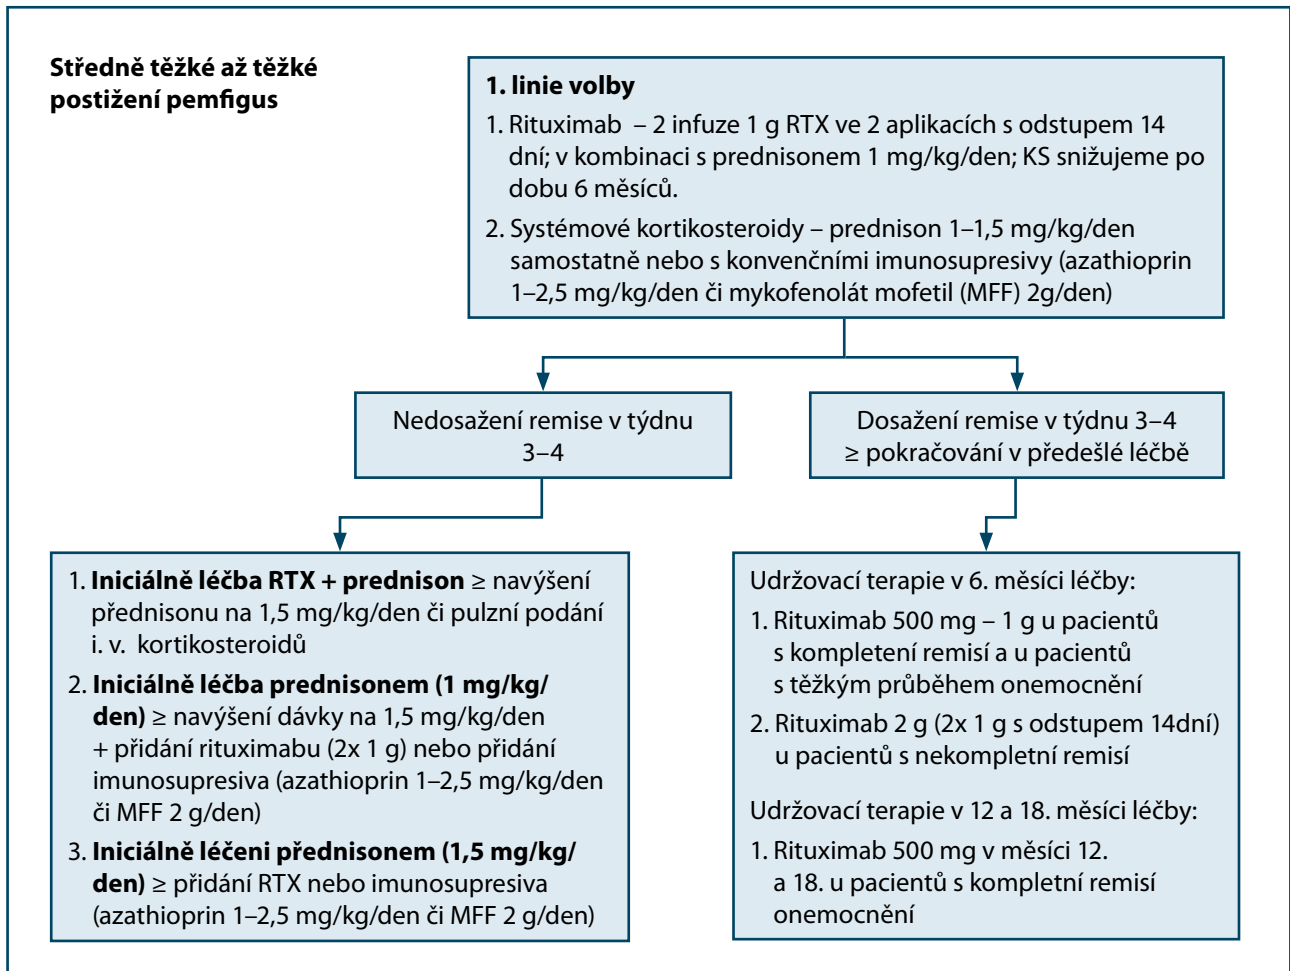 Středně těžké až těžké
postižení pemfigus
1. linie volby
1. Rituximab – 2 infuze 1 g RTX ve 2 aplikacích s odstupem 14
dní; v kombinaci s prednisonem 1 mg/kg/den; KS snižujeme po
dobu 6 měsíců.
2. Systémové kortikosteroidy – prednison 1–1,5 mg/kg/den
samostatně nebo s konvenčními imunosupresivy (azathioprin
1–2,5 mg/kg/den či mykofenolát mofetil (MFF) 2g/den)
Nedosažení remise v týdnu
3–4
Dosažení remise v týdnu 3–4
≥ pokračování v předešlé léčbě
1. Iniciálně léčba RTX + prednison ≥ navýšení
přednisonu na 1,5 mg/kg/den či pulzní podání
i. v. kortikosteroidů
2. Iniciálně léčba prednisonem (1 mg/kg/
den) ≥ navýšení dávky na 1,5 mg/kg/den
+ přidání rituximabu (2x 1 g) nebo přidání
imunosupresiva (azathioprin 1–2,5 mg/kg/den
či MFF 2 g/den)
3. Iniciálně léčeni přednisonem (1,5 mg/kg/
den) ≥ přidání RTX nebo imunosupresiva
(azathioprin 1–2,5 mg/kg/den či MFF 2 g/den)
Udržovací terapie v 6. měsíci léčby:
1. Rituximab 500 mg – 1 g u pacientů
s kompletení remisí a u pacientů
s těžkým průběhem onemocnění
2. Rituximab 2 g (2x 1 g s odstupem 14dní)
u pacientů s nekompletní remisí
Udržovací terapie v 12 a 18. měsíci léčby:
1. Rituximab 500 mg v měsíci 12.
a 18. u pacientů s kompletní remisí
onemocnění